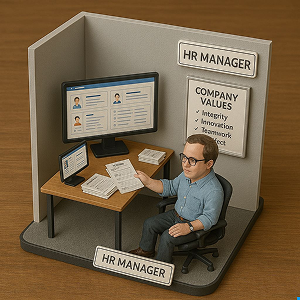 HR MANAGER
COMPANY
VALUES
✓ Integrity
✓ Innovation
✓ Teamwork
HR MANAGER